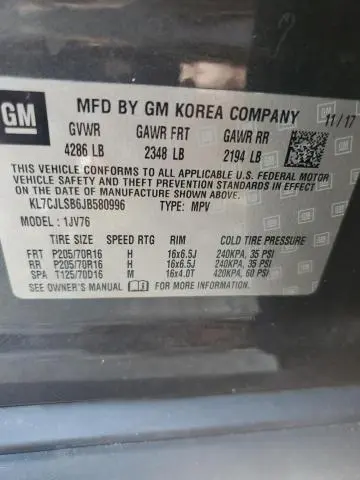 GM
MFD BY GM KOREA COMPANY 11/17
GVWR GAWR FRT GAWR RR
4286 LB 2348 LB 2194 LB
THIS VEHICLE CONFORMS TO ALL APPLICABLE U.S. FEDERAL MOTOR
VEHICLE SAFETY AND THEFT PREVENTION STANDARDS IN EFFECT
ON THE DATE OF MANUFACTURE SHOWN ABOVE.
KL7CJLSB6JB580996 TYPE: MPV
MODEL : 1JV76
TIRE SIZE SPEED RTG RIM COLD TIRE PRESSURE
FRT P205/70R16 H 16x6.5J 240KPA, 35 PSI
RR P205/70R16 H 16x6.5J 240KPA, 35 PSI
SPA T125/70D16 M 16x4.0T 420KPA, 60 PSI
SEE OWNER'S MANUAL FOR MORE INFORMATION.